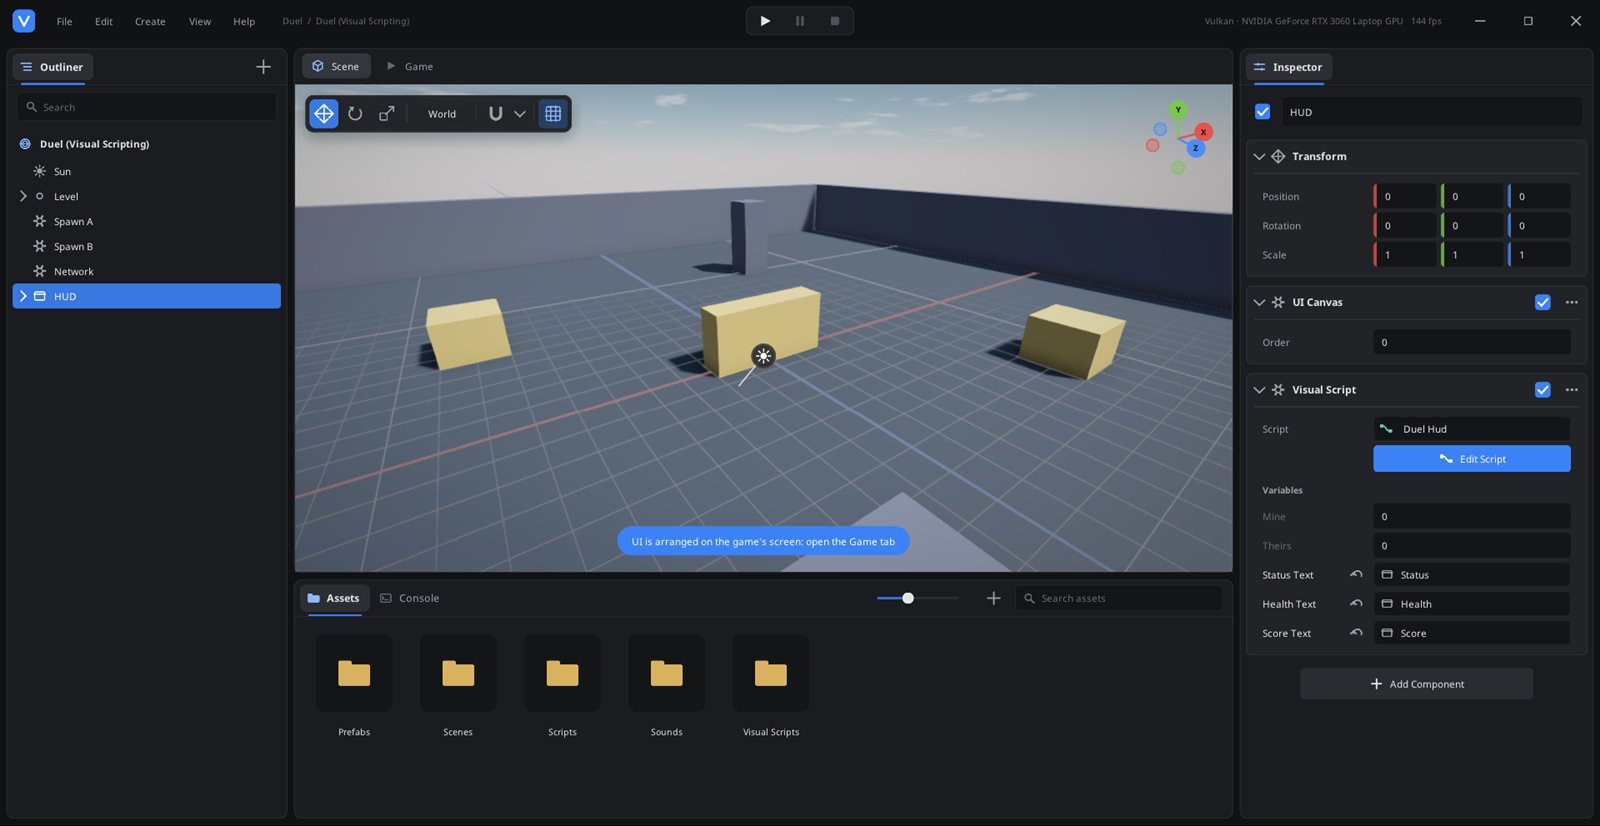 V File Edit Create View Help Duel / Duel (Visual Scripting) Vulkan · NVIDIA GeForce RTX 3060 Laptop GPU 144 fps
Outliner
Search
Duel (Visual Scripting)
Sun
Level
Spawn A
Spawn B
Network
HUD
Scene Game
World
Y
X
Z
UI is arranged on the game's screen: open the Game tab
Assets Console Search assets
Prefabs Scenes Scripts Sounds Visual Scripts
Inspector
HUD
Transform
Position 0 0 0
Rotation 0 0 0
Scale 1 1 1
UI Canvas
Order 0
Visual Script
Script Duel Hud
Edit Script
Variables
Mine 0
Theirs 0
Status Text Status
Health Text Health
Score Text Score
Add Component